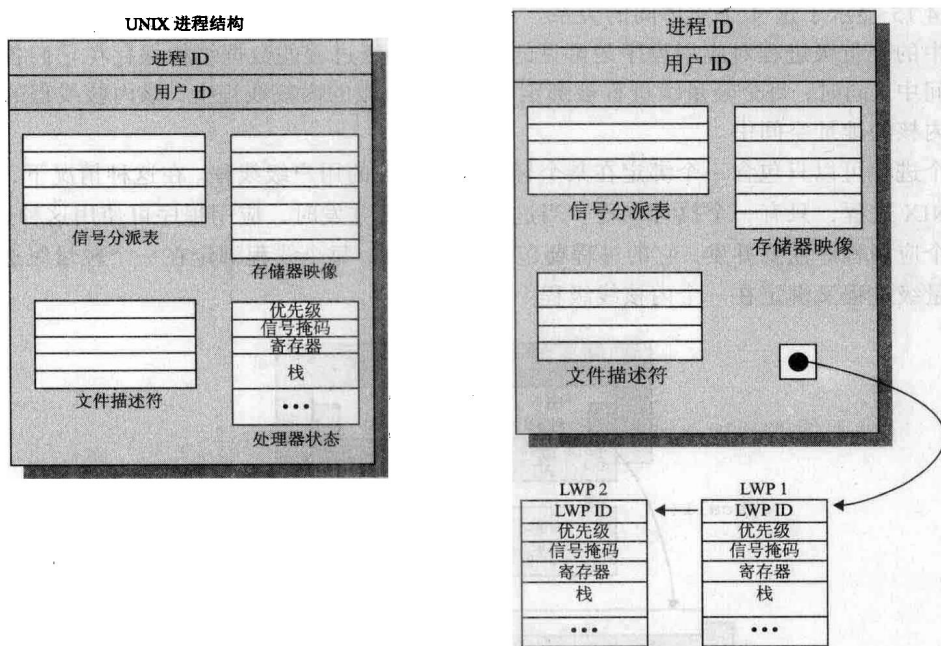 UNIX 进程结构
进程 ID
用户 ID
信号分派表
存储器映像
文件描述符
优先级
信号掩码
寄存器
栈
•••
处理器状态
进程 ID
用户 ID
信号分派表
存储器映像
文件描述符
LWP 2
LWP ID
优先级
信号掩码
寄存器
栈
•••
LWP 1
LWP ID
优先级
信号掩码
寄存器
栈
•••